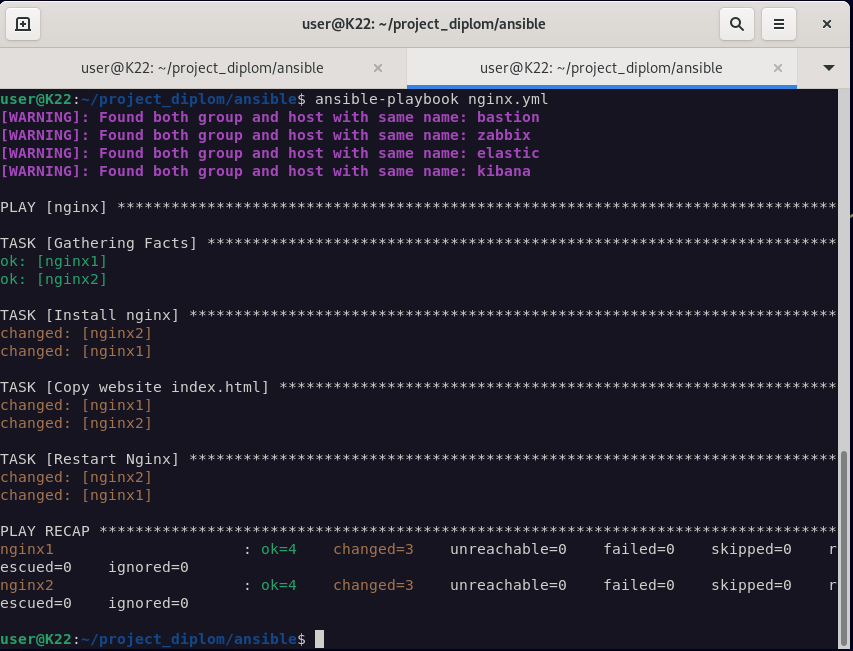 user@K22: ~/project_diplom/ansible
user@K22: ~/project_diplom/ansible
user@K22: ~/project_diplom/ansible
user@K22:~/project_diplom/ansible$ ansible-playbook nginx.yml
[WARNING]: Found both group and host with same name: bastion
[WARNING]: Found both group and host with same name: zabbix
[WARNING]: Found both group and host with same name: elastic
[WARNING]: Found both group and host with same name: kibana
PLAY [nginx] ********************************************************************************
TASK [Gathering Facts] **********************************************************************
ok: [nginx1]
ok: [nginx2]
TASK [Install nginx] ************************************************************************
changed: [nginx2]
changed: [nginx1]
TASK [Copy website index.html] **************************************************************
changed: [nginx1]
changed: [nginx2]
TASK [Restart Nginx] ************************************************************************
changed: [nginx2]
changed: [nginx1]
PLAY RECAP **********************************************************************************
nginx1                     : ok=4    changed=3    unreachable=0    failed=0    skipped=0    r
escued=0    ignored=0
nginx2                     : ok=4    changed=3    unreachable=0    failed=0    skipped=0    r
escued=0    ignored=0
user@K22:~/project_diplom/ansible$